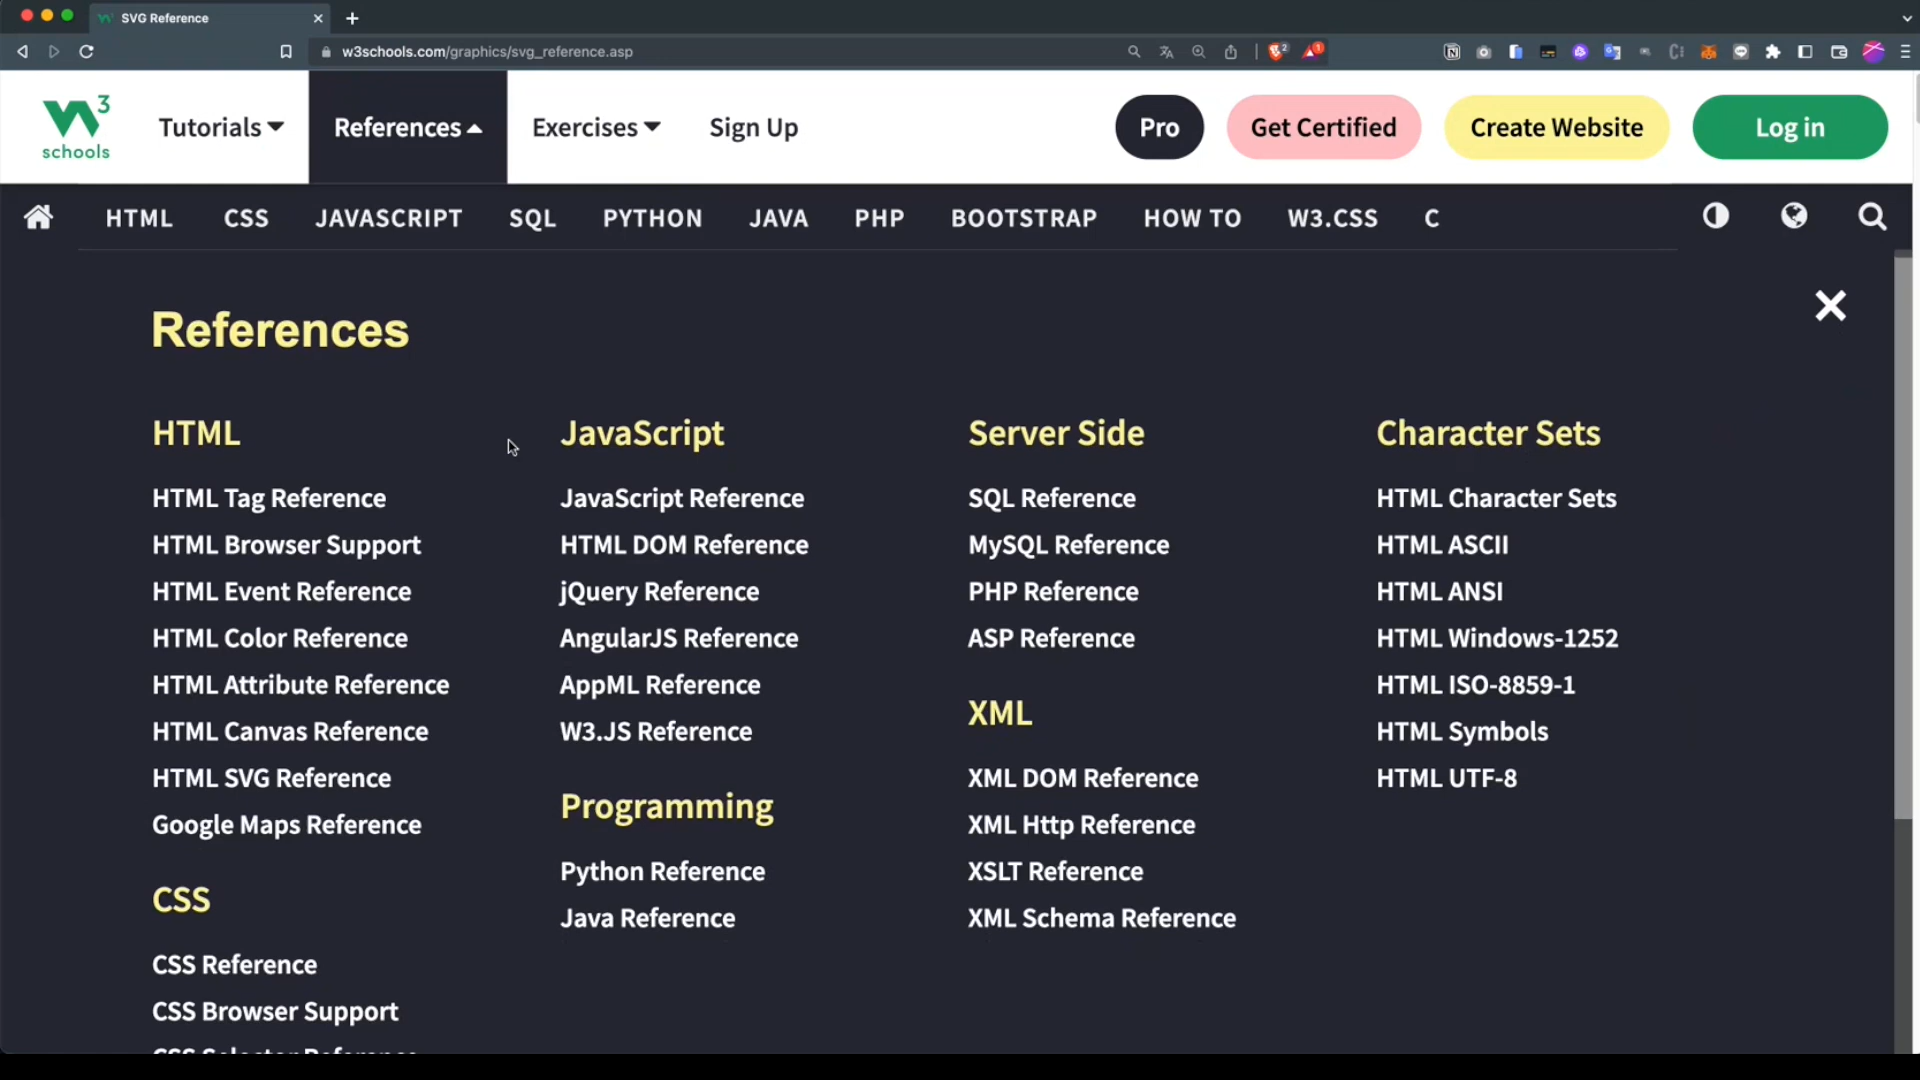 SVG Reference
w3schools.com/graphics/svg_reference.asp
2
1
3
schools
Tutorials
References
Exercises
Sign Up
Pro
Get Certified
Create Website
Log in
HTML
CSS
JAVASCRIPT
SQL
PYTHON
JAVA
PHP
BOOTSTRAP
HOW TO
W3.CSS
C
References
HTML
HTML Tag Reference
HTML Browser Support
HTML Event Reference
HTML Color Reference
HTML Attribute Reference
HTML Canvas Reference
HTML SVG Reference
Google Maps Reference
CSS
CSS Reference
CSS Browser Support
CSS Selector Reference
JavaScript
JavaScript Reference
HTML DOM Reference
jQuery Reference
AngularJS Reference
AppML Reference
W3.JS Reference
Programming
Python Reference
Java Reference
Server Side
SQL Reference
MySQL Reference
PHP Reference
ASP Reference
XML
XML DOM Reference
XML Http Reference
XSLT Reference
XML Schema Reference
Character Sets
HTML Character Sets
HTML ASCII
HTML ANSI
HTML Windows-1252
HTML ISO-8859-1
HTML Symbols
HTML UTF-8